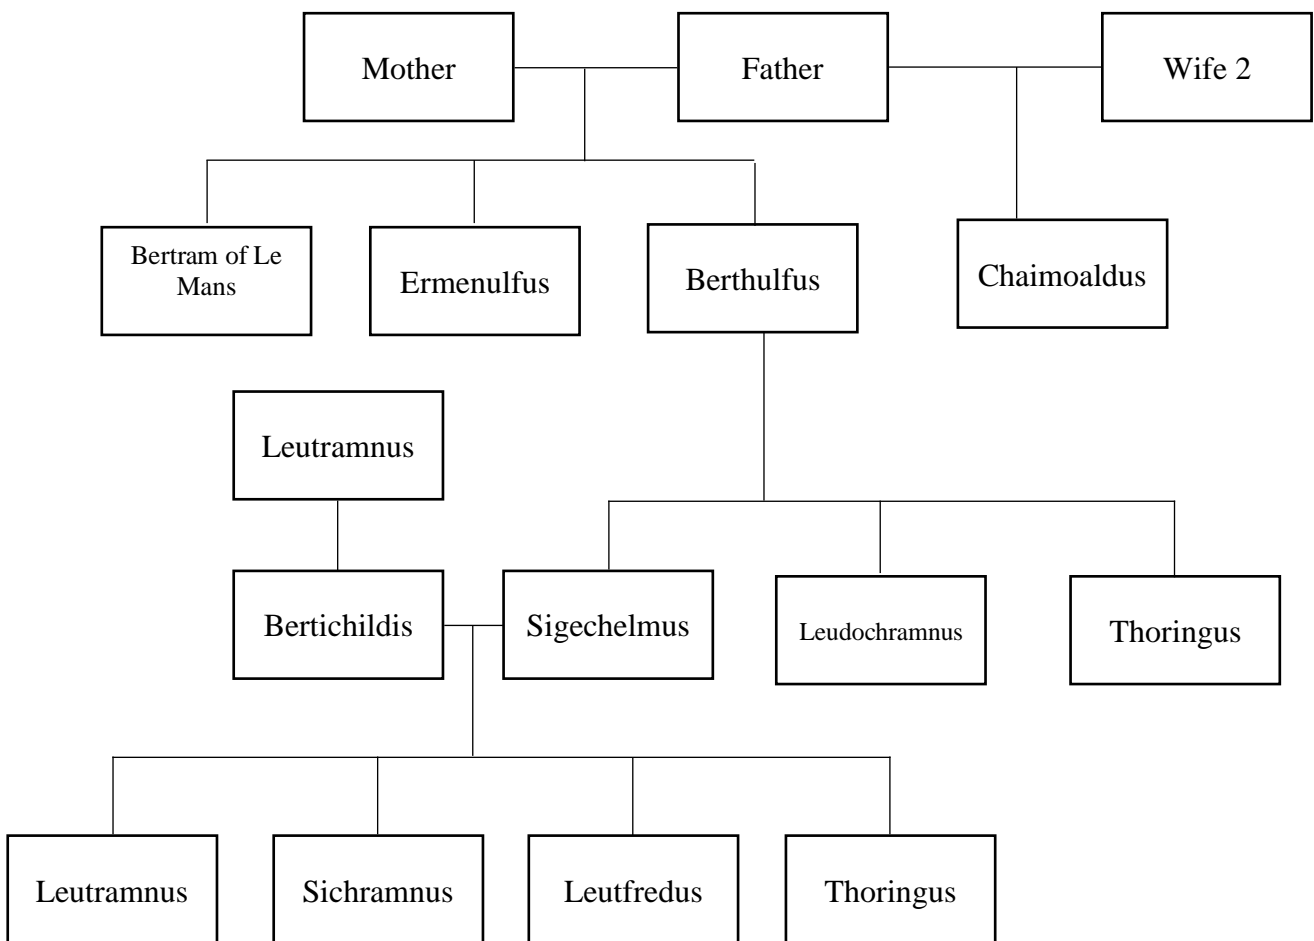 Mother
Father
Wife 2
Bertram of Le
Mans
Ermenulfus
Berthulfus
Chaimoaldus
Leutramnus
Bertichildis
Sigechelmus
Leudochramnus
Thoringus
Leutramnus
Sichramnus
Leutfredus
Thoringus